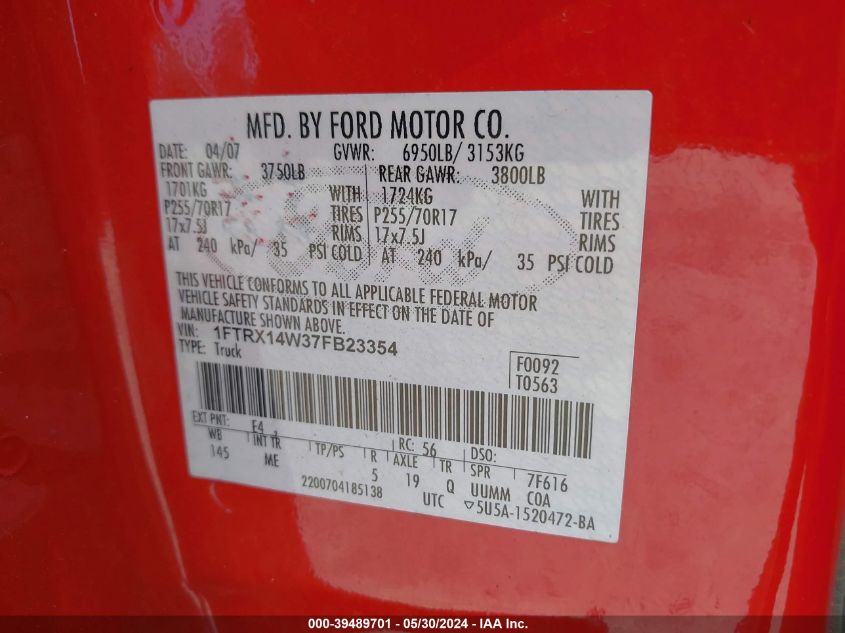 MFD. BY FORD MOTOR CO.
DATE: 04/07 GVWR: 6950LB/ 3153KG
FRONT GAWR: 3750LB REAR GAWR: 3800LB
1701KG WITH 1724KG WITH
P255/70R17 TIRES P255/70R17 TIRES
17x7.5J RIMS 17x7.5J RIMS
AT 240 kPa/ 35 PSI COLD AT 240 kPa/ 35 PSI COLD
THIS VEHICLE CONFORMS TO ALL APPLICABLE FEDERAL MOTOR
VEHICLE SAFETY STANDARDS IN EFFECT ON THE DATE OF
MANUFACTURE SHOWN ABOVE.
VIN: 1FTRX14W37FB23354
TYPE: Truck
F0092
T0563
EXT PNT: F4 RC: 56 DSO:
WB INT TR TP/PS R AXLE TR SPR 7F616
145 ME 5 19 Q UUMM COA
2200704185138 UTC ▽5U5A-1520472-BA
000-39489701 - 05/30/2024 - IAA Inc.